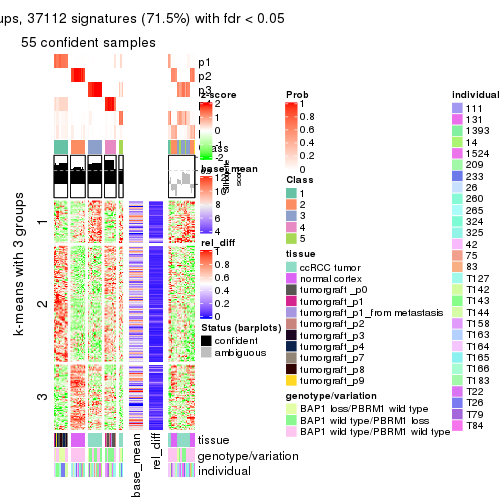 ups, 37112 signatures (71.5%) with fdr < 0.05
55 confident samples
p1
p2
p3
z-score
2
1
0
-1
-2
Class
Silhouette
score
base_mean
12
10
8
6
4
rel_diff
1
0.8
0.6
0.4
0.2
0
Status (barplots)
confident
ambiguous
k-means with 3 groups
1
2
3
base_mean
rel_diff
tissue
genotype/variation
individual
Prob
1
0.8
0.6
0.4
0.2
0
Class
1
2
3
4
5
tissue
ccRCC tumor
normal cortex
tumorgraft_p0
tumorgraft_p1
tumorgraft_p1_from metastasis
tumorgraft_p2
tumorgraft_p3
tumorgraft_p4
tumorgraft_p7
tumorgraft_p8
tumorgraft_p9
genotype/variation
BAP1 loss/PBRM1 wild type
BAP1 wild type/PBRM1 loss
BAP1 wild type/PBRM1 wild type
individual
111
131
1393
14
1524
209
233
26
260
265
324
325
42
75
83
T127
T142
T143
T144
T158
T163
T164
T165
T166
T183
T22
T26
T79
T84